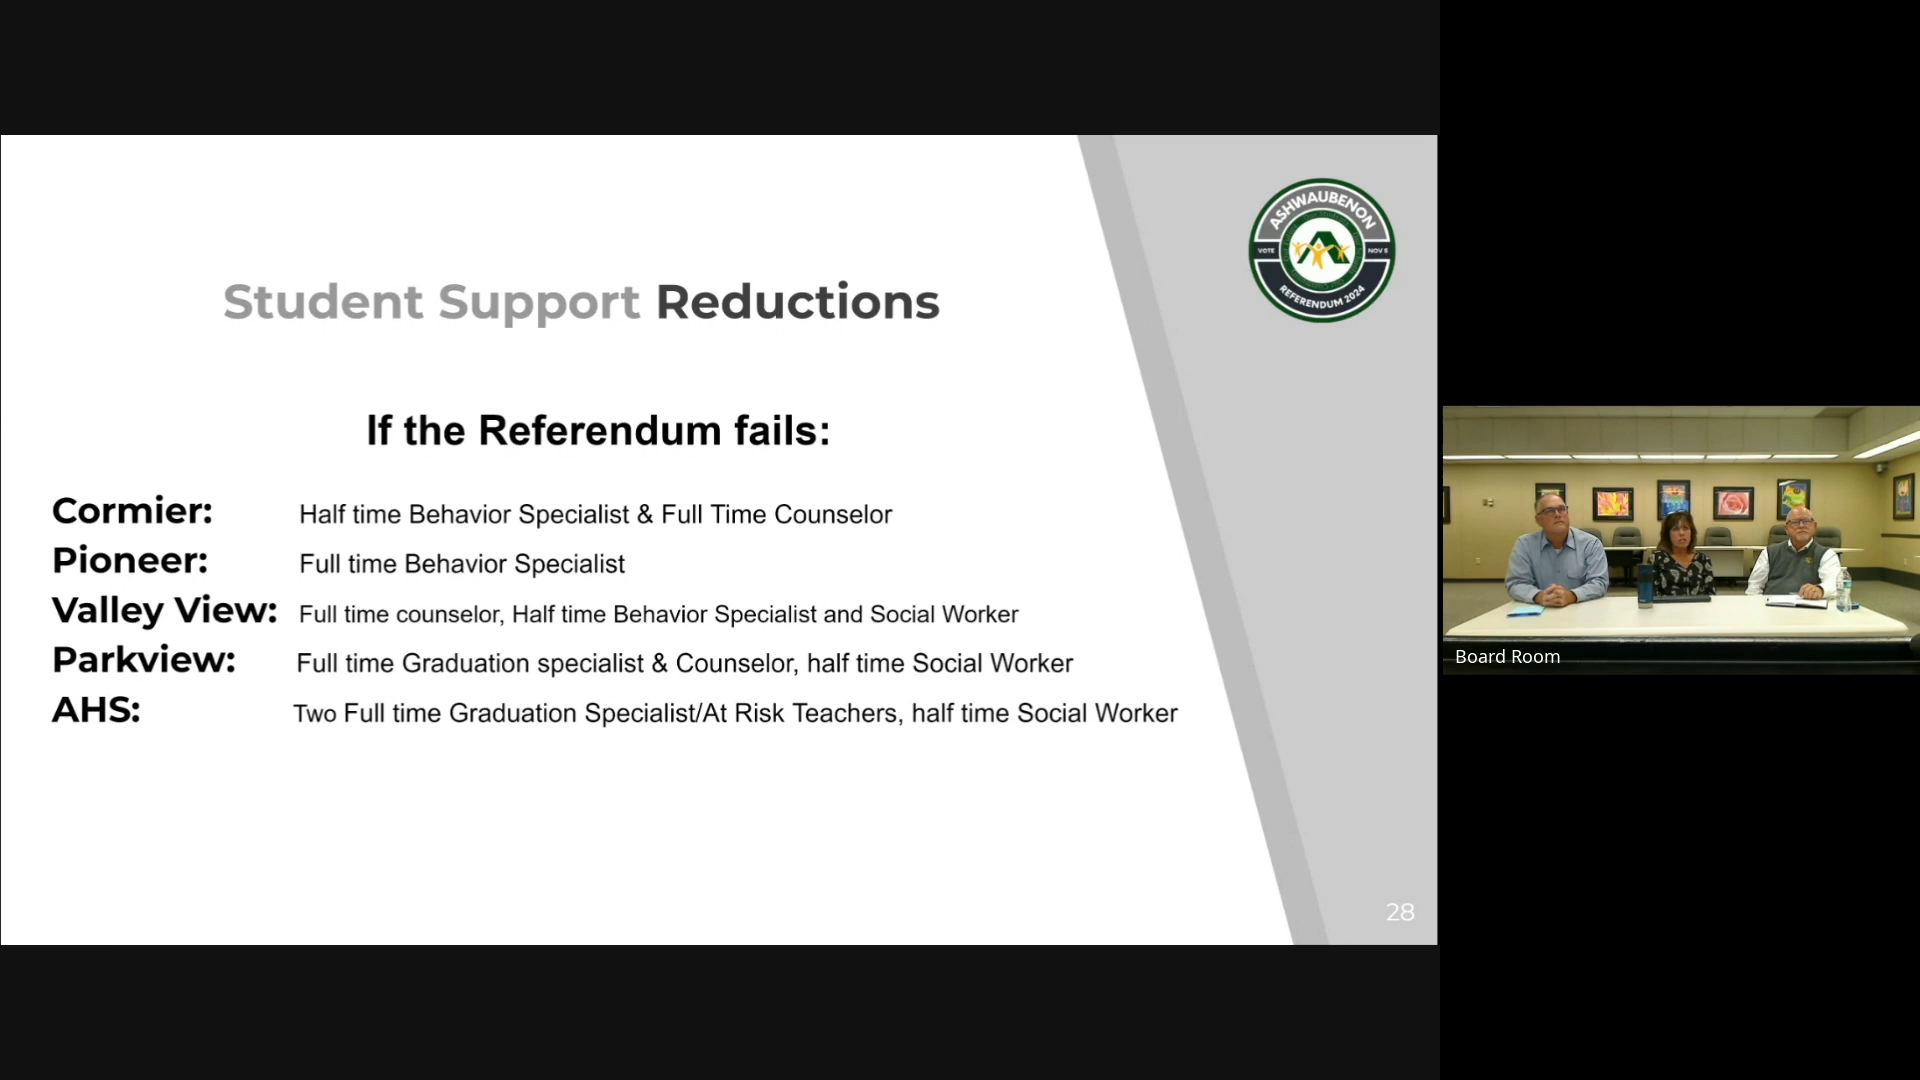 ASHWAUBENON
VOTE
NOV 5
REFERENDUM 2024
Student Support Reductions
If the Referendum fails:
Cormier: Half time Behavior Specialist & Full Time Counselor
Pioneer: Full time Behavior Specialist
Valley View: Full time counselor, Half time Behavior Specialist and Social Worker
Parkview: Full time Graduation specialist & Counselor, half time Social Worker
AHS: Two Full time Graduation Specialist/At Risk Teachers, half time Social Worker
28
Board Room